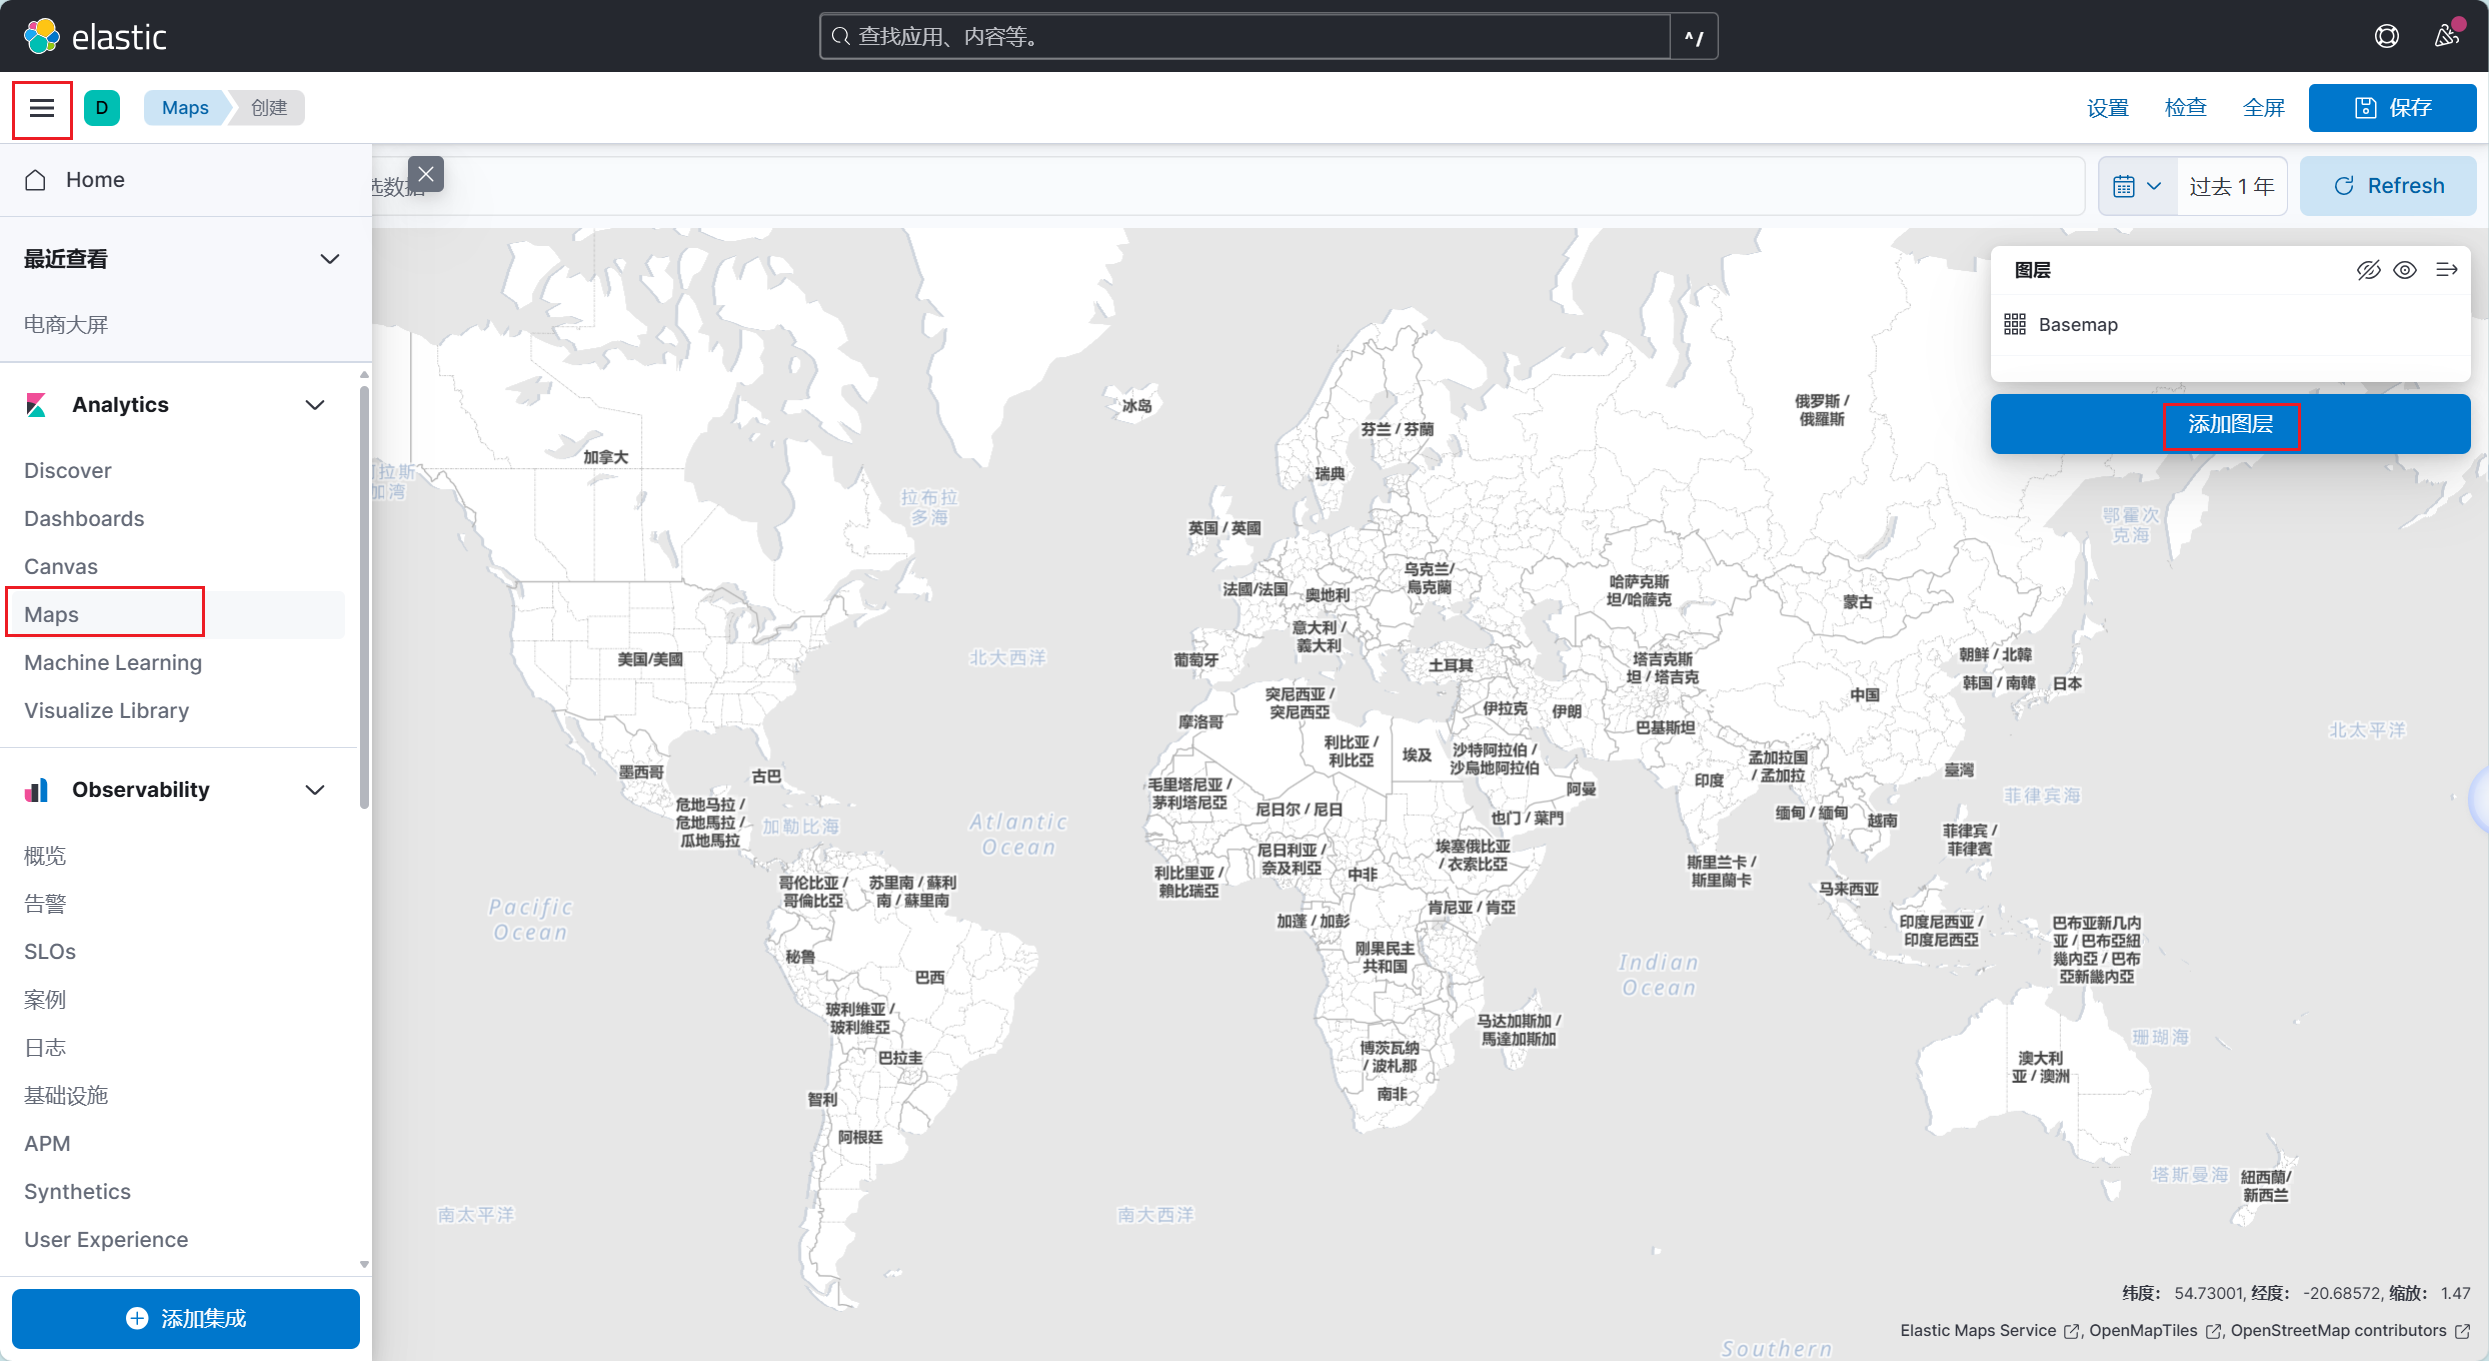 elastic
查找应用、内容等。
^/
D
Maps
创建
设置
检查
全屏
保存
Home
选数据
过去 1 年
Refresh
最近查看
电商大屏
Analytics
Discover
Dashboards
Canvas
Maps
Machine Learning
Visualize Library
Observability
概览
告警
SLOs
案例
日志
基础设施
APM
Synthetics
User Experience
添加集成
图层
Basemap
添加图层
冰岛
俄罗斯 /
俄羅斯
芬兰 / 芬蘭
加拿大
瑞典
拉斯
加湾
拉布拉
多海
鄂霍次
克海
英国 / 英國
乌克兰/
烏克蘭
法國/法国
奥地利
哈萨克斯
坦/哈薩克
蒙古
意大利 /
義大利
美国/美國
北大西洋
葡萄牙
土耳其
塔吉克斯
坦 / 塔吉克
朝鲜 / 北韓
韩国 / 南韓
日本
中国
突尼西亚 /
突尼西亞
摩洛哥
伊拉克
伊朗
巴基斯坦
北太平洋
利比亚 /
利比亞
埃及
沙特阿拉伯 /
沙烏地阿拉伯
孟加拉国
/ 孟加拉
臺灣
墨西哥
古巴
印度
毛里塔尼亚 /
茅利塔尼亞
阿曼
菲律宾海
危地马拉 /
危地馬拉 /
瓜地馬拉
加勒比海
尼日尔 / 尼日
也门 / 葉門
缅甸 / 緬甸
越南
Atlantic
Ocean
菲律宾 /
菲律賓
尼日利亚 /
奈及利亞
埃塞俄比亚
/ 衣索比亞
斯里兰卡 /
斯里蘭卡
利比里亚 /
賴比瑞亞
中非
哥伦比亚 /
哥倫比亞
苏里南 / 蘇利
南 / 蘇里南
马来西亚
Pacific
Ocean
加蓬 / 加彭
肯尼亚 / 肯亞
印度尼西亚 /
印度尼西亞
巴布亚新几内
亚 / 巴布亞紐
幾內亞 / 巴布
亞新畿內亞
秘鲁
巴西
刚果民主
共和国
Indian
Ocean
玻利维亚 /
玻利維亞
马达加斯加 /
馬達加斯加
珊瑚海
巴拉圭
博茨瓦纳
/ 波札那
澳大利
亚 / 澳洲
智利
南非
阿根廷
塔斯曼海
紐西蘭/
新西兰
南太平洋
南大西洋
纬度： 54.73001, 经度： -20.68572, 缩放： 1.47
Elastic Maps Service , OpenMapTiles , OpenStreetMap contributors
Southern